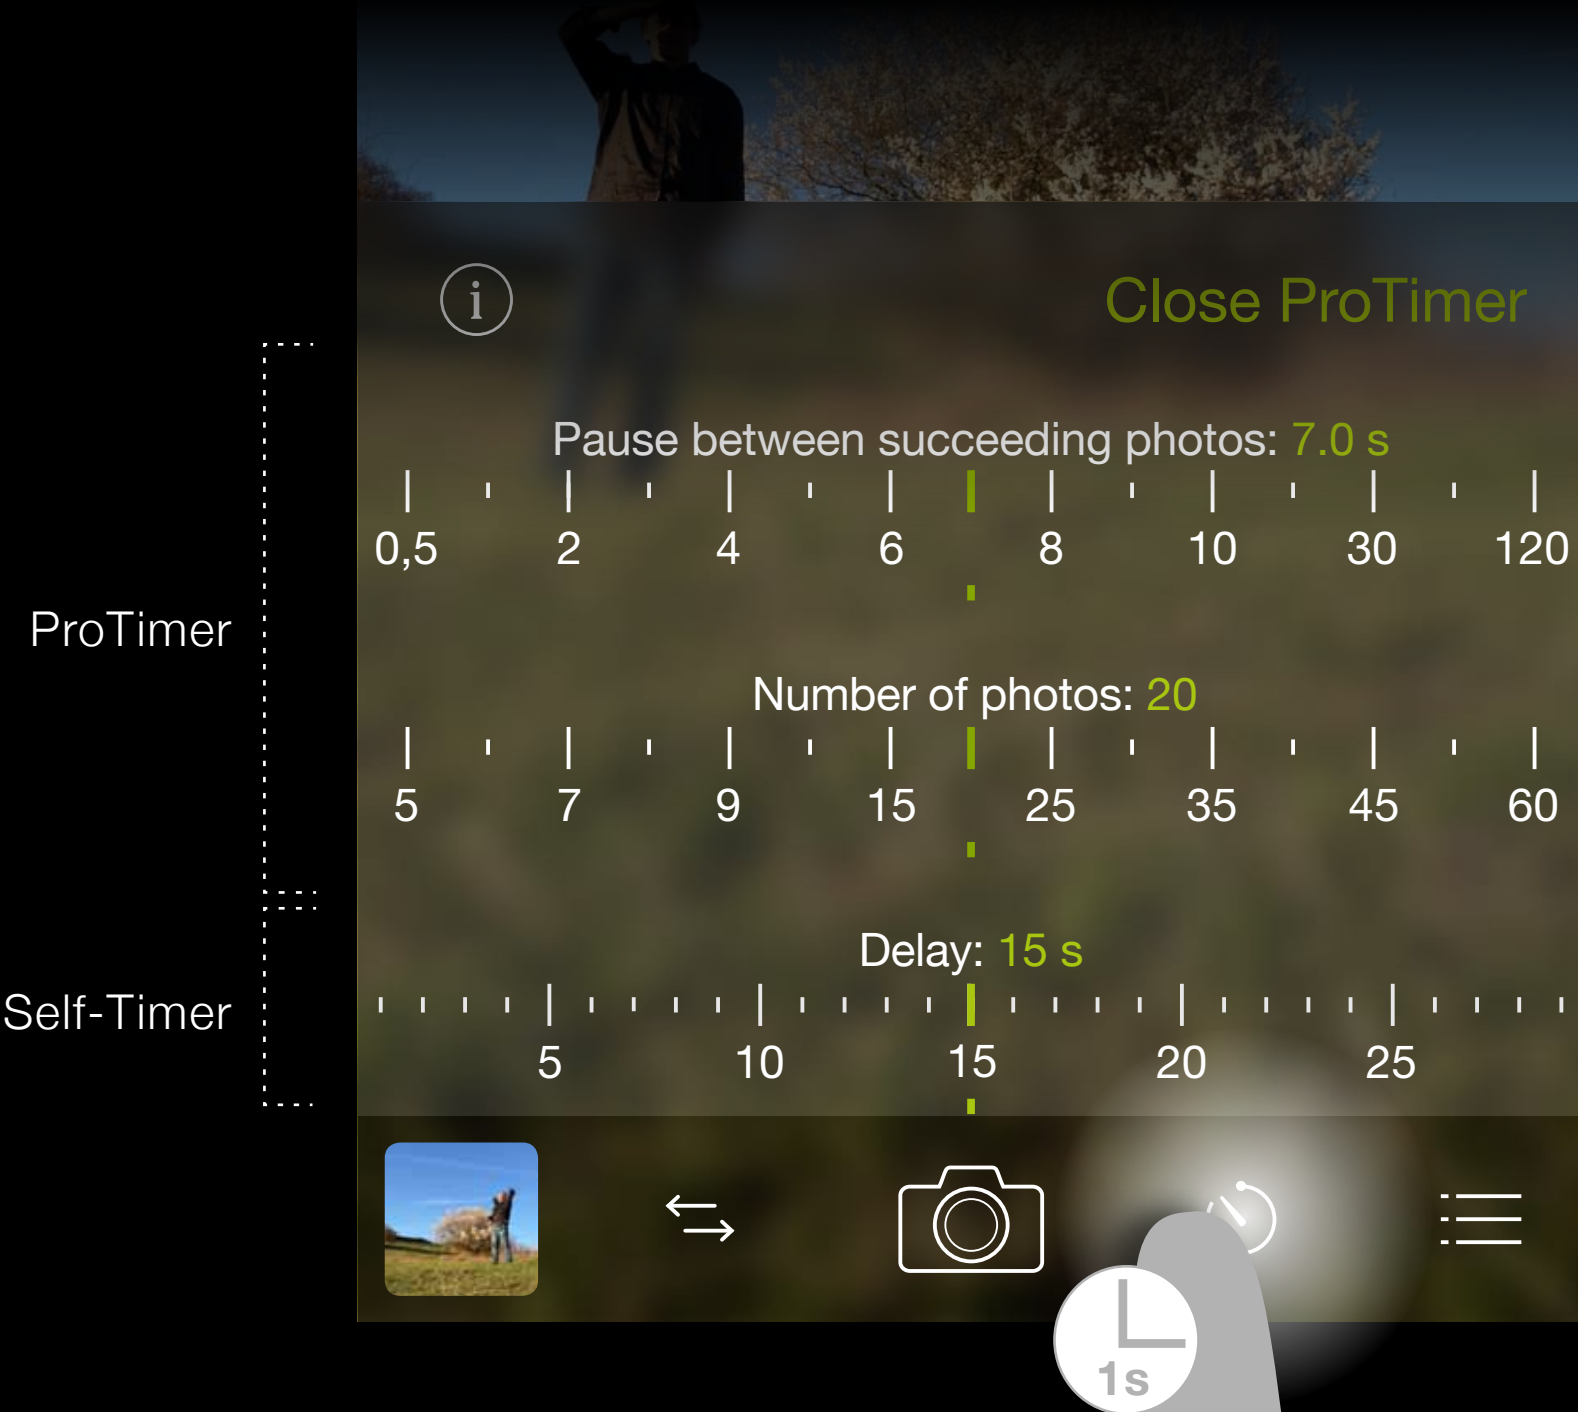 i
Close ProTimer
Pause between succeeding photos: 7.0 s
0,5 2 4 6 8 10 30 120
ProTimer
Number of photos: 20
5 7 9 15 25 35 45 60
Delay: 15 s
Self-Timer
5 10 15 20 25
1s